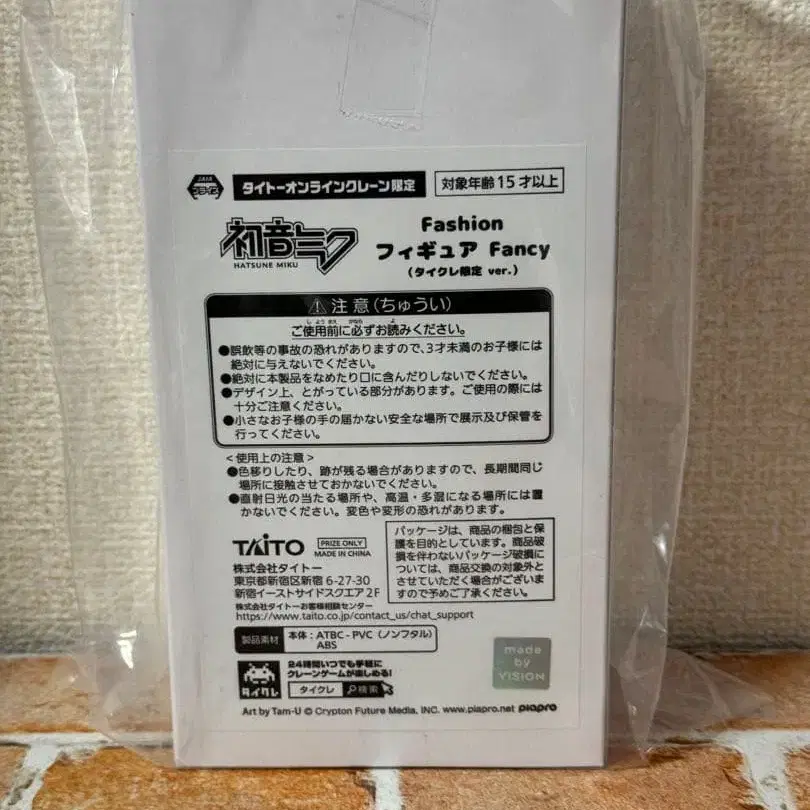 JAIA
プライズ
タイトーオンラインクレーン限定
対象年齢15才以上
初音ミク
HATSUNE MIKU
Fashion
フィギュア Fancy
(タイクレ限定 ver.)
注意(ちゅうい)
ご使用前に必ずお読みください。
●誤飲等の事故の恐れがありますので、3才未満のお子様には
絶対に与えないでください。
●絶対に本製品をなめたり口に含んだりしないでください。
●デザイン上、とがっている部分があります。ご使用の際には
十分ご注意ください。
●小さなお子様の手の届かない安全な場所で展示及び保管を
行ってください。
<使用上の注意>
●色移りしたり、跡が残る場合がありますので、長期間同じ
場所に接触させておかないでください。
●直射日光の当たる場所や、高温・多湿になる場所には置
かないでください。変色や変形の恐れがあります。
TAITO
PRIZE ONLY
MADE IN CHINA
株式会社タイトー
東京都新宿区新宿 6-27-30
新宿イーストサイドスクエア 2F
株式会社タイトーお客様相談センター
https://www.taito.co.jp/contact_us/chat_support
パッケージは、商品の梱包と保
護を目的としています。商品破
損を伴わないパッケージ破損に
ついては、商品交換の対象外と
させていただく場合がございま
すので予めご了承ください。
製品素材
本体:ATBC-PVC(ノンフタル)
ABS
タイクレ
24時間いつでも手軽に
クレーンゲームが楽しめる!
タイクレ 検索
made
by
VISION
Art by Tam-U © Crypton Future Media, INC. www.piapro.net piapro